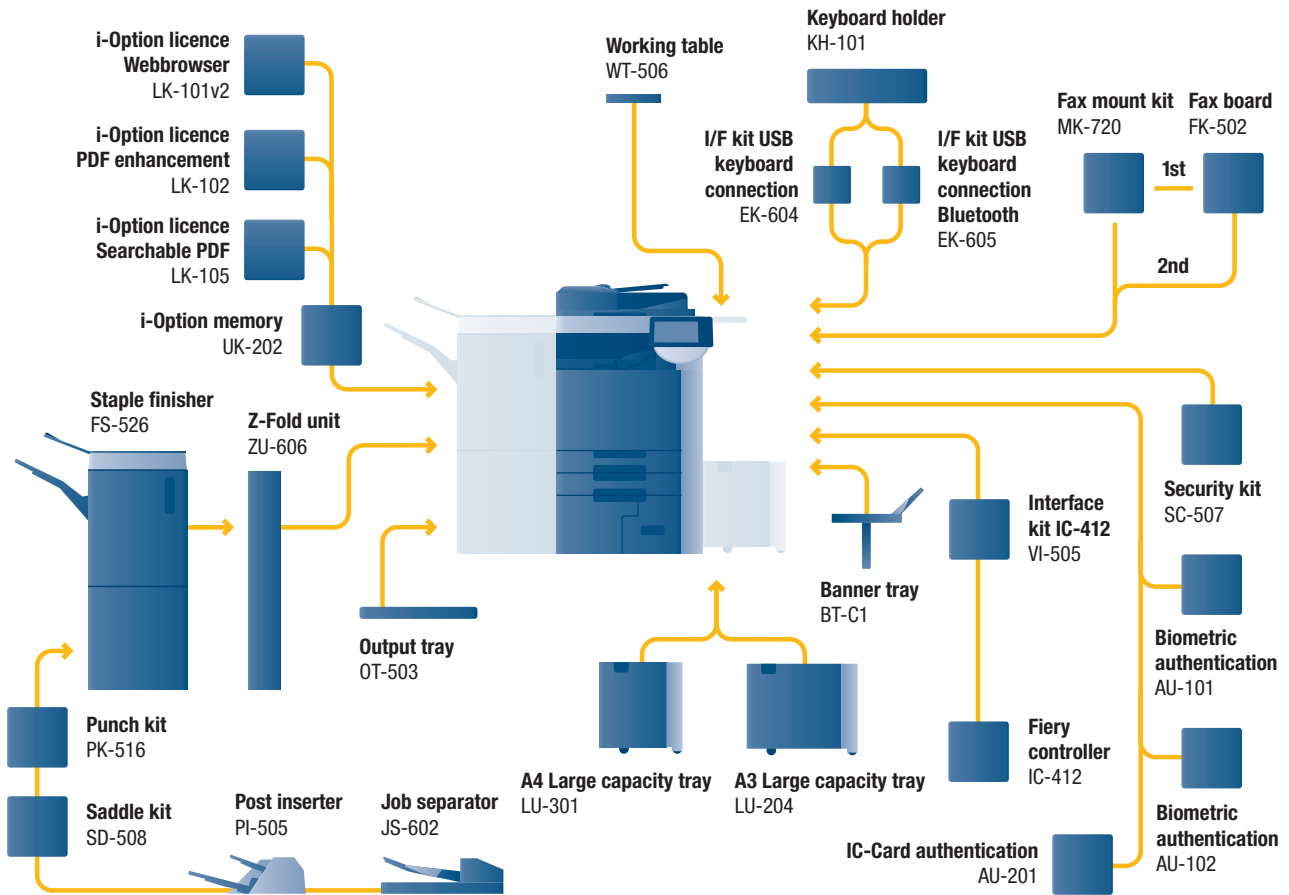 i-Option licence
Webbrowser
LK-101v2
i-Option licence
PDF enhancement
LK-102
i-Option licence
Searchable PDF
LK-105
i-Option memory
UK-202
Working table
WT-506
Keyboard holder
KH-101
I/F kit USB
keyboard
connection
EK-604
I/F kit USB
keyboard
connection
Bluetooth
EK-605
Fax mount kit
MK-720
Fax board
FK-502
1st
2nd
Staple finisher
FS-526
Z-Fold unit
ZU-606
Output tray
OT-503
Punch kit
PK-516
Saddle kit
SD-508
Post inserter
PI-505
Job separator
JS-602
A4 Large capacity tray
LU-301
A3 Large capacity tray
LU-204
Banner tray
BT-C1
Interface
kit IC-412
VI-505
Fiery
controller
IC-412
Security kit
SC-507
Biometric
authentication
AU-101
Biometric
authentication
AU-102
IC-Card authentication
AU-201